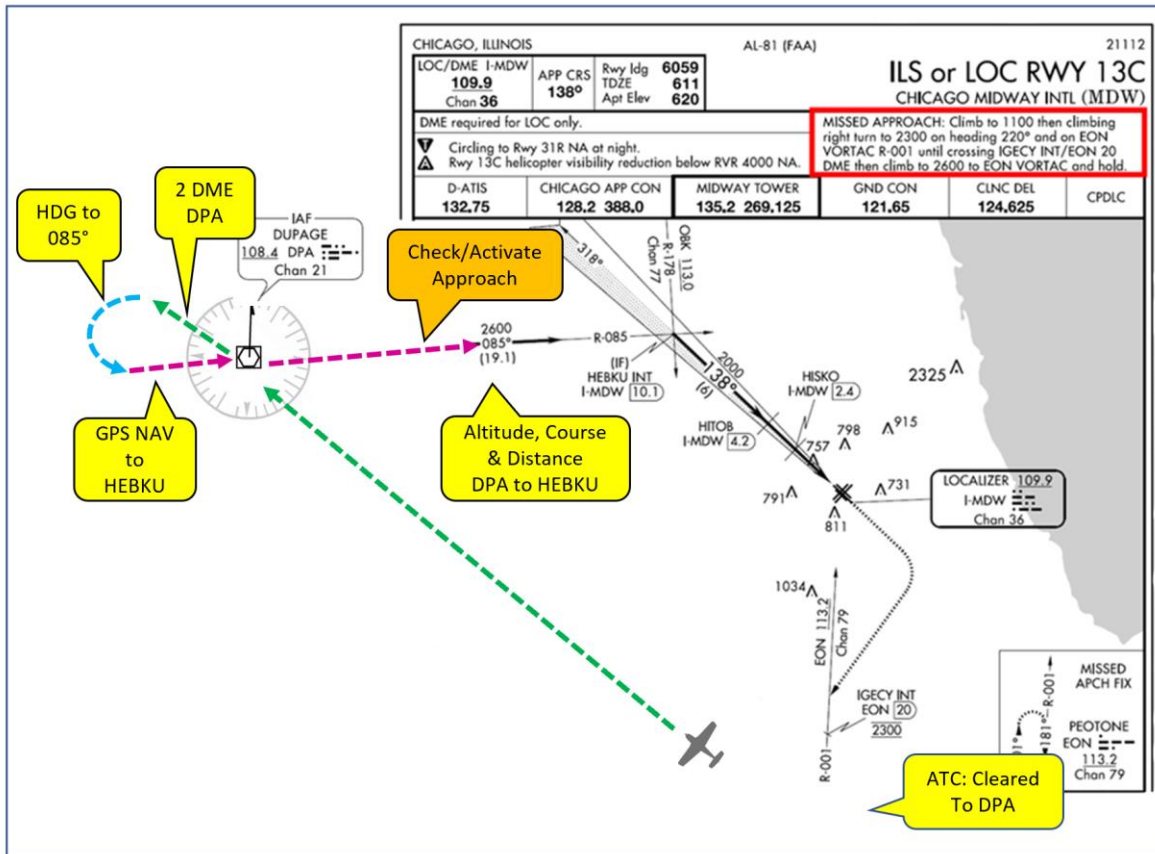 CHICAGO, ILLINOIS
AL-81 (FAA)
21112
LOC/DME I-MDW
109.9
Chan 36
APP CRS
138°
Rwy ldg 6059
TDZE 611
Apt Elev 620
ILS or LOC RWY 13C
CHICAGO MIDWAY INTL (MDW)
DME required for LOC only.
T Circling to Rwy 31R NA at night.
A Rwy 13C helicopter visibility reduction below RVR 4000 NA.
MISSED APPROACH: Climb to 1100 then climbing
right turn to 2300 on heading 220° and on EON
VORTAC R-001 until crossing IGECY INT/EON 20
DME then climb to 2600 to EON VORTAC and hold.
D-ATIS
132.75
CHICAGO APP CON
128.2 388.0
MIDWAY TOWER
135.2 269.125
GND CON
121.65
CLNC DEL
124.625
CPDLC
HDG to
085°
2 DME
DPA
IAF
DUPAGE
108.4 DPA
Chan 21
Check/Activate
Approach
318°
OBK 113.0
R-178
Chan 77
2600
085°
(19.1)
R-085
(IF)
HEBKU INT
I-MDW 10.1
2000
138°
(6)
HISKO
I-MDW 2.4
2325
HITOB
I-MDW 4.2
915
798
757
GPS NAV
to
HEBKU
Altitude, Course
& Distance
DPA to HEBKU
791
731
811
LOCALIZER 109.9
I-MDW
Chan 36
1034
EON 113.2
Chan 79
IGECY INT
EON 20
2300
R-001
MISSED
APCH FIX
R-001
181°
PEOTONE
EON
113.2
Chan 79
ATC: Cleared
To DPA